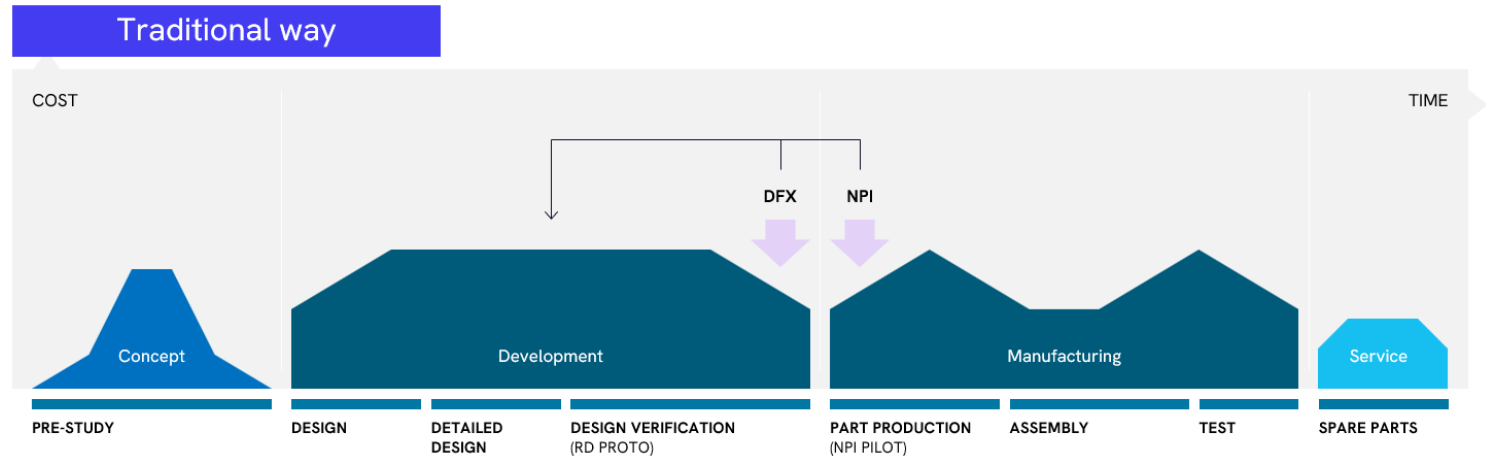 Traditional way
COST
TIME
DFX
NPI
Concept
Development
Manufacturing
Service
PRE-STUDY
DESIGN
DETAILED
DESIGN
DESIGN VERIFICATION
(RD PROTO)
PART PRODUCTION
(NPI PILOT)
ASSEMBLY
TEST
SPARE PARTS